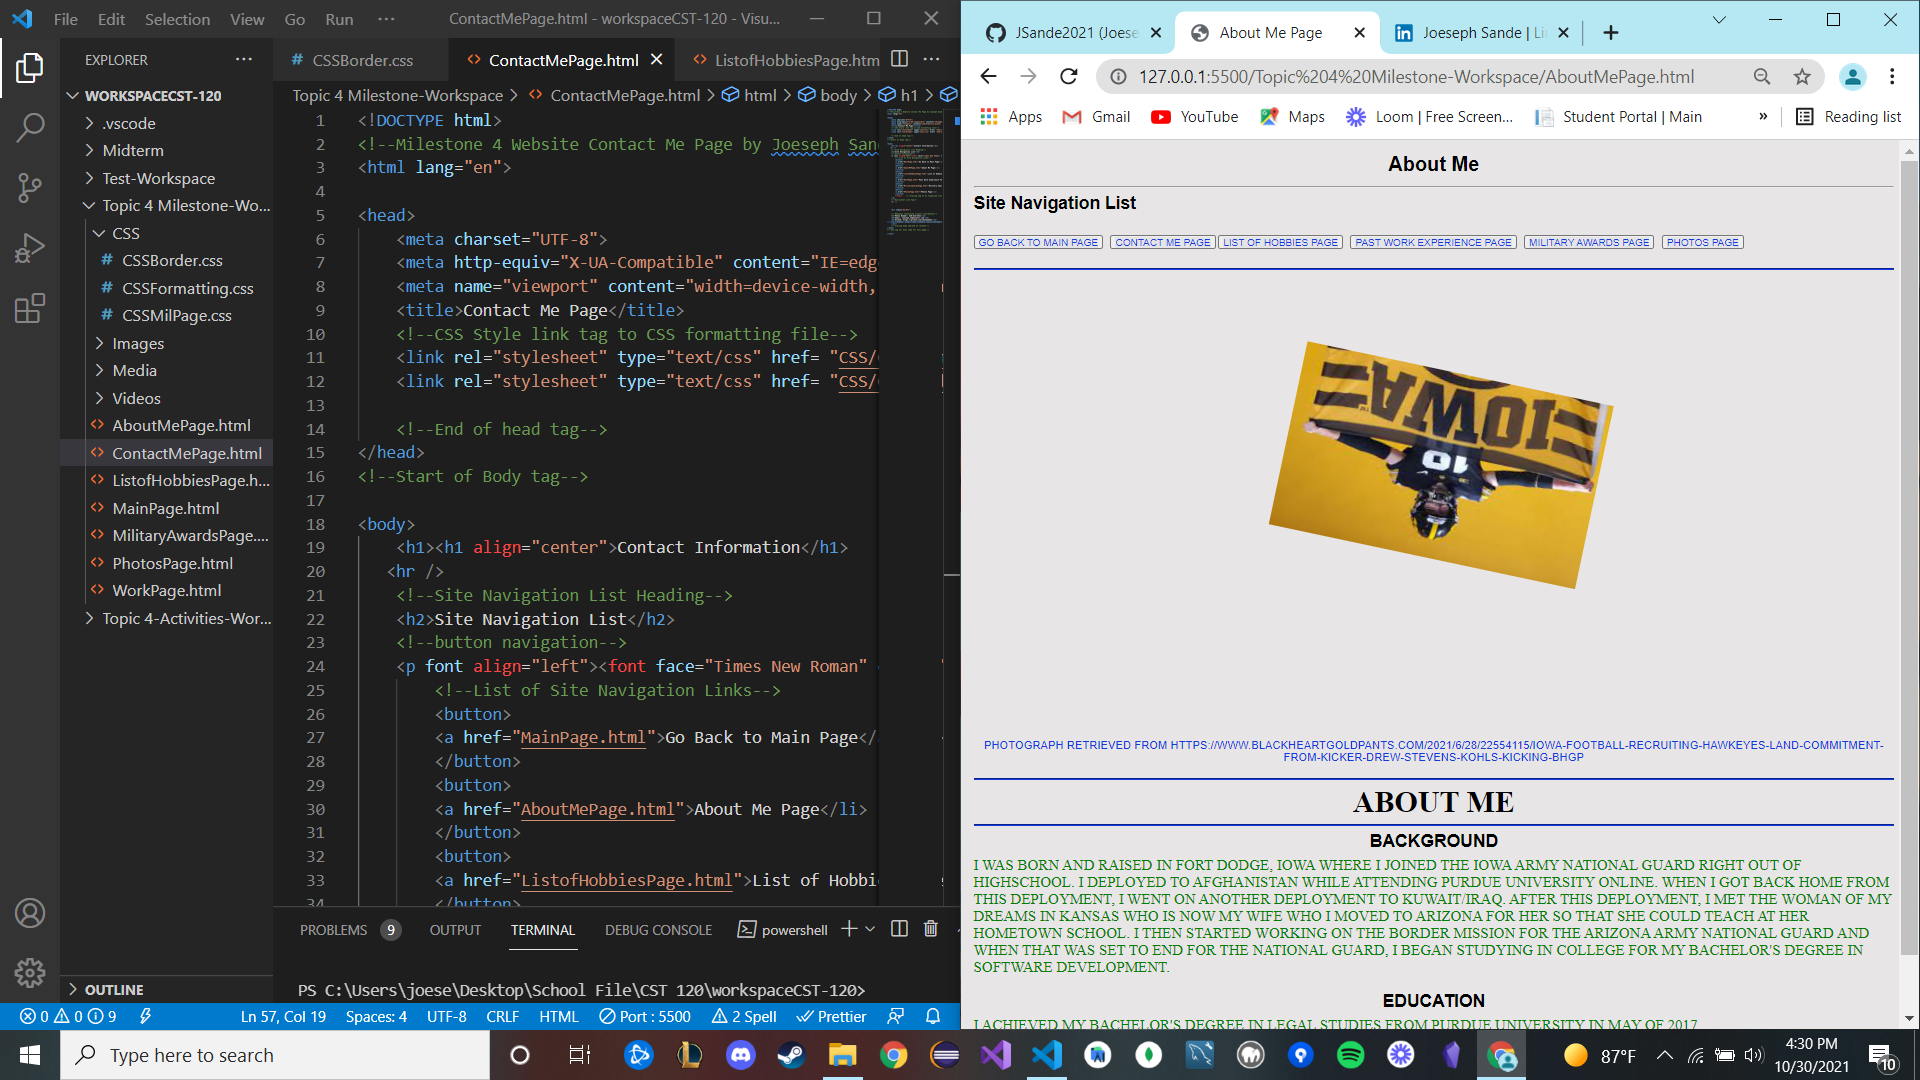 File Edit Selection View Go Run ··· ContactMePage.html - workspaceCST-120 - Visu...
EXPLORER
WORKSPACECST-120
.vscode
Midterm
Test-Workspace
Topic 4 Milestone-Wo...
CSS
# CSSBorder.css
# CSSFormatting.css
# CSSMilPage.css
Images
Media
Videos
AboutMePage.html
ContactMePage.html
ListofHobbiesPage.h...
MainPage.html
MilitaryAwardsPage....
PhotosPage.html
WorkPage.html
Topic 4-Activities-Wor...
OUTLINE
# CSSBorder.css <> ContactMePage.html <> ListofHobbiesPage.htm
Topic 4 Milestone-Workspace > <> ContactMePage.html > html > body > h1 >
1 <!DOCTYPE html>
2 <!--Milestone 4 Website Contact Me Page by Joeseph Sand
3 <html lang="en">
4
5 <head>
6 <meta charset="UTF-8">
7 <meta http-equiv="X-UA-Compatible" content="IE=edg
8 <meta name="viewport" content="width=device-width,
9 <title>Contact Me Page</title>
10 <!--CSS Style link tag to CSS formatting file-->
11 <link rel="stylesheet" type="text/css" href= "CSS/
12 <link rel="stylesheet" type="text/css" href= "CSS/
13
14 <!--End of head tag-->
15 </head>
16 <!--Start of Body tag-->
17
18 <body>
19 <h1><h1 align="center">Contact Information</h1>
20 <hr />
21 <!--Site Navigation List Heading-->
22 <h2>Site Navigation List</h2>
23 <!--button navigation-->
24 <p font align="left"><font face="Times New Roman"
25 <!--List of Site Navigation Links-->
26 <button>
27 <a href="MainPage.html">Go Back to Main Page</
28 </button>
29 <button>
30 <a href="AboutMePage.html">About Me Page</li>
31 </button>
32 <button>
33 <a href="ListofHobbiesPage.html">List of Hobbi
34 </button>
PROBLEMS 9 OUTPUT TERMINAL DEBUG CONSOLE powershell
PS C:\Users\joese\Desktop\School File\CST 120\workspaceCST-120>
0 0 9 Ln 57, Col 19 Spaces: 4 UTF-8 CRLF HTML Port : 5500 2 Spell Prettier
JSande2021 (Joese About Me Page Joeseph Sande | Li
127.0.0.1:5500/Topic%204%20Milestone-Workspace/AboutMePage.html
Apps Gmail YouTube Maps Loom | Free Screen... Student Portal | Main » Reading list
About Me
Site Navigation List
GO BACK TO MAIN PAGE CONTACT ME PAGE LIST OF HOBBIES PAGE PAST WORK EXPERIENCE PAGE MILITARY AWARDS PAGE PHOTOS PAGE
IOWA
10
PHOTOGRAPH RETRIEVED FROM HTTPS://WWW.BLACKHEARTGOLDPANTS.COM/2021/6/28/22554115/IOWA-FOOTBALL-RECRUITING-HAWKEYES-LAND-COMMITMENT-
FROM-KICKER-DREW-STEVENS-KOHLS-KICKING-BHGP
ABOUT ME
BACKGROUND
I WAS BORN AND RAISED IN FORT DODGE, IOWA WHERE I JOINED THE IOWA ARMY NATIONAL GUARD RIGHT OUT OF
HIGHSCHOOL. I DEPLOYED TO AFGHANISTAN WHILE ATTENDING PURDUE UNIVERSITY ONLINE. WHEN I GOT BACK HOME FROM
THIS DEPLOYMENT, I WENT ON ANOTHER DEPLOYMENT TO KUWAIT/IRAQ. AFTER THIS DEPLOYMENT, I MET THE WOMAN OF MY
DREAMS IN KANSAS WHO IS NOW MY WIFE WHO I MOVED TO ARIZONA FOR HER SO THAT SHE COULD TEACH AT HER
HOMETOWN SCHOOL. I THEN STARTED WORKING ON THE BORDER MISSION FOR THE ARIZONA ARMY NATIONAL GUARD AND
WHEN THAT WAS SET TO END FOR THE NATIONAL GUARD, I BEGAN STUDYING IN COLLEGE FOR MY BACHELOR'S DEGREE IN
SOFTWARE DEVELOPMENT.
EDUCATION
I ACHIEVED MY BACHELOR'S DEGREE IN LEGAL STUDIES FROM PURDUE UNIVERSITY IN MAY OF 2017
Type here to search
87°F
4:30 PM
10/30/2021
10